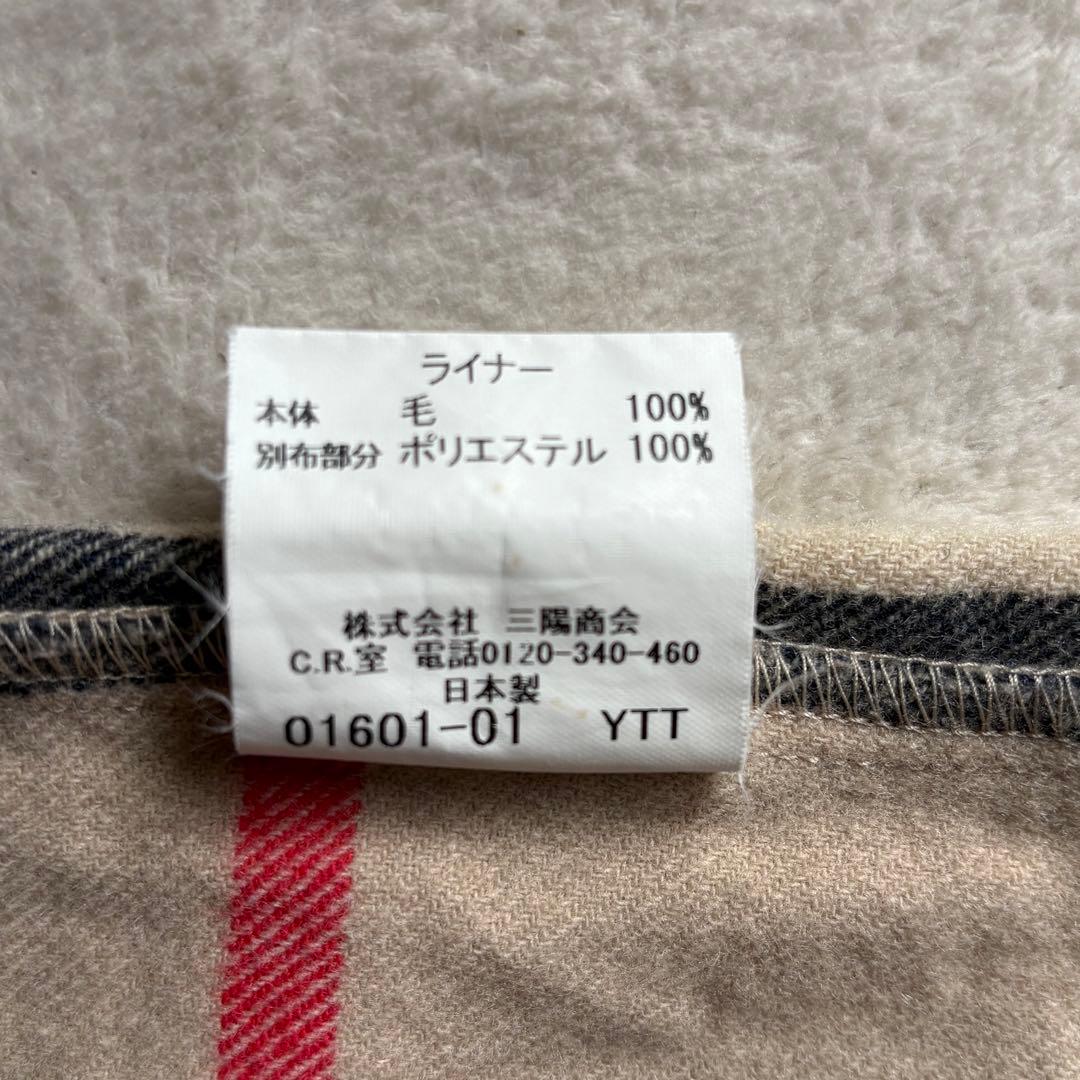 ライナー
本体 毛 100%
別布部分 ポリエステル 100%
株式会社 三陽商会
C.R.室 電話0120-340-460
日本製
01601-01 YTT